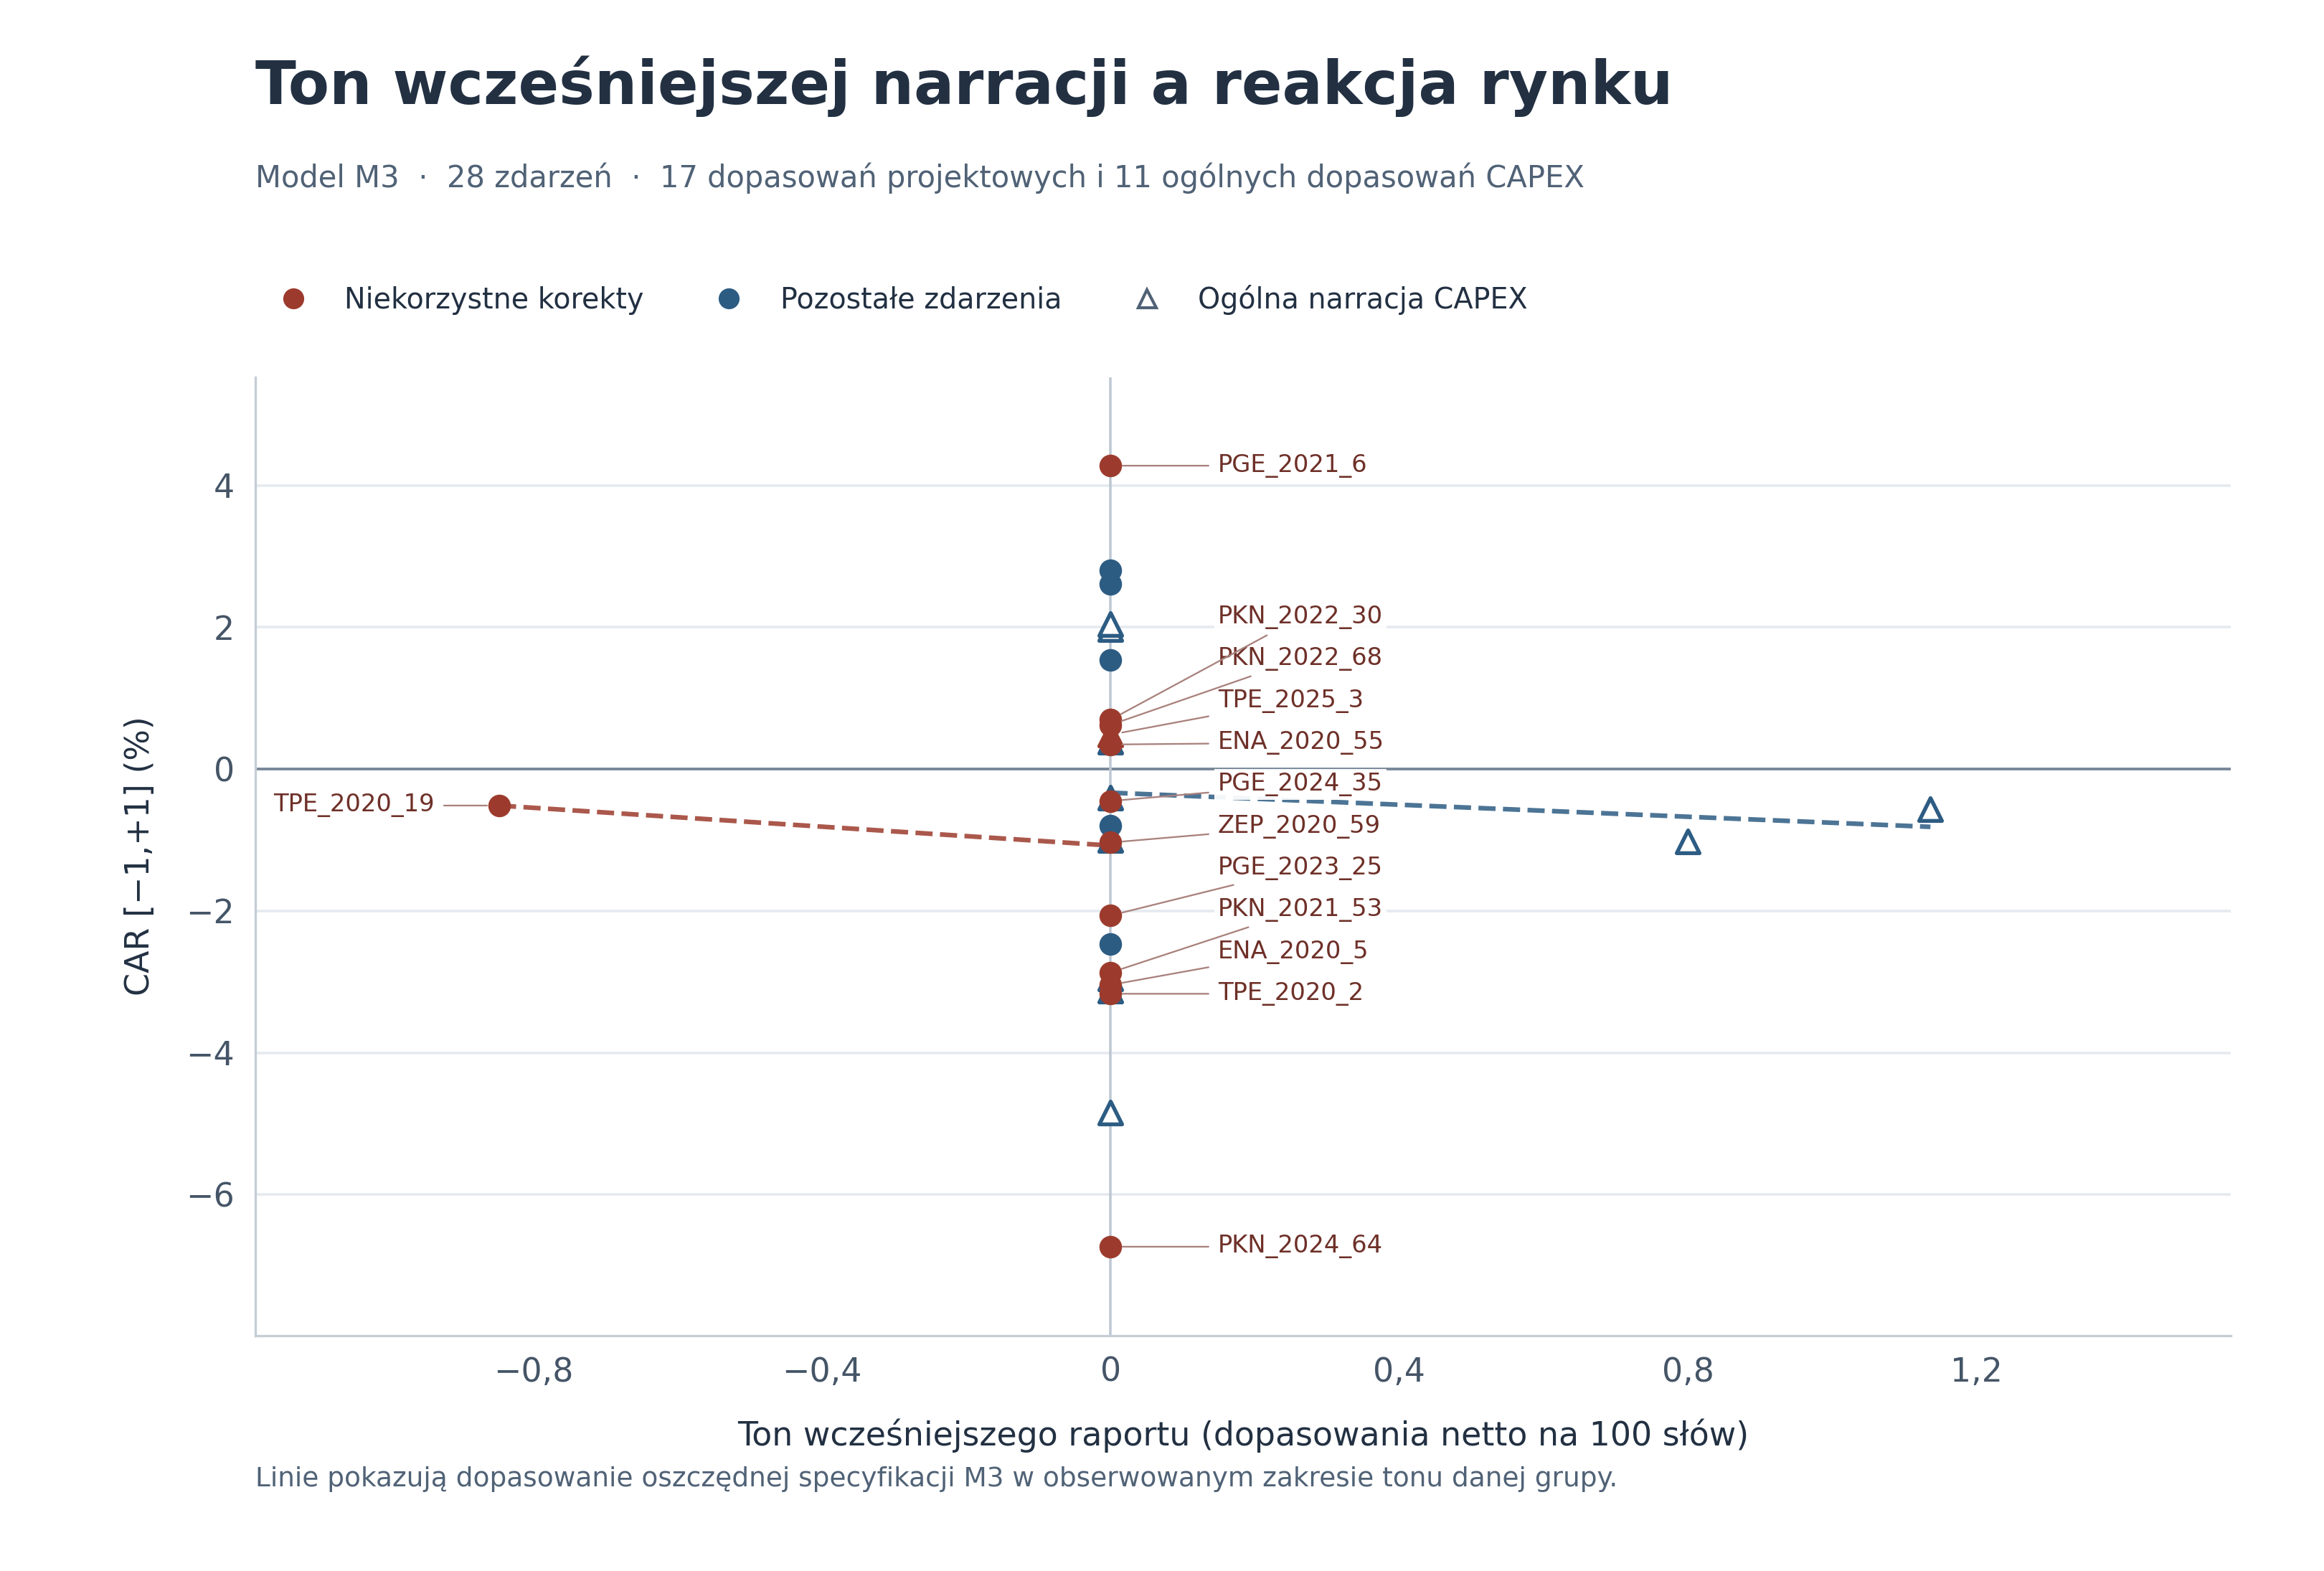 Ton wcześniejszej narracji a reakcja rynku
Model M3 · 28 zdarzeń · 17 dopasowań projektowych i 11 ogólnych dopasowań CAPEX
Niekorzystne korekty
Pozostałe zdarzenia
Ogólna narracja CAPEX
CAR [−1,+1] (%)
4
2
0
−2
−4
−6
PGE_2021_6
PKN_2022_30
PKN_2022_68
TPE_2025_3
ENA_2020_55
PGE_2024_35
TPE_2020_19
ZEP_2020_59
PGE_2023_25
PKN_2021_53
ENA_2020_5
TPE_2020_2
PKN_2024_64
−0,8
−0,4
0
0,4
0,8
1,2
Ton wcześniejszego raportu (dopasowania netto na 100 słów)
Linie pokazują dopasowanie oszczędnej specyfikacji M3 w obserwowanym zakresie tonu danej grupy.